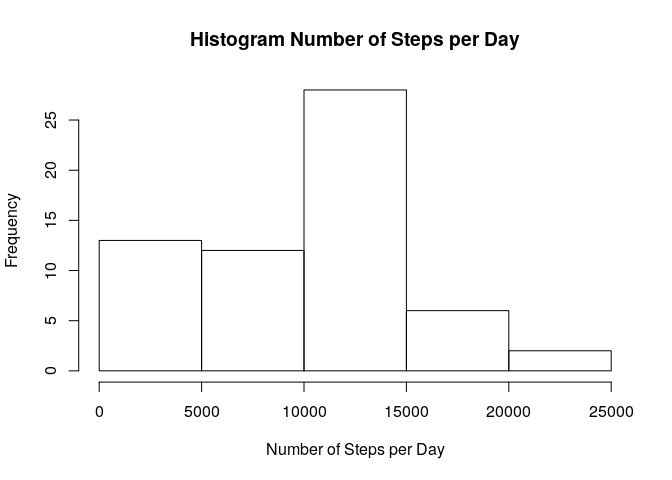 Histogram Number of Steps per Day
Frequency
25
20
15
10
5
0
0 5000 10000 15000 20000 25000
Number of Steps per Day